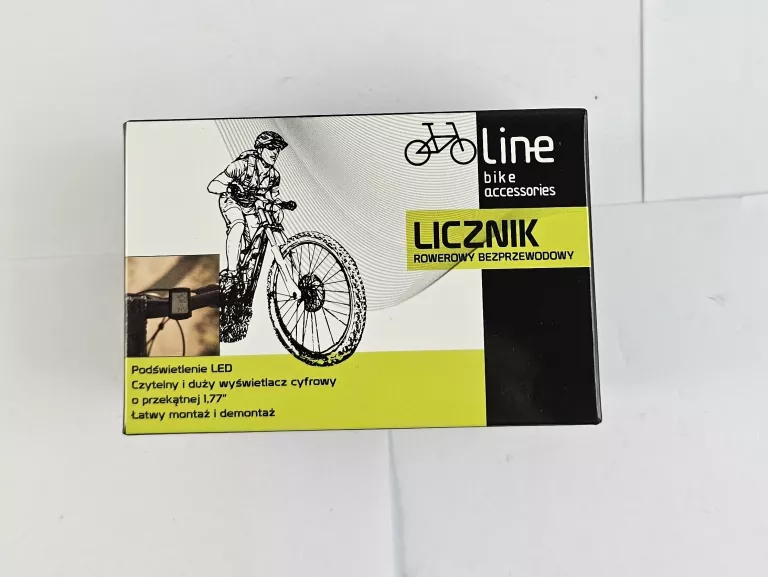 line
bike
accessories
LICZNIK
ROWEROWY BEZPRZEWODOWY
Podświetlenie LED
Czytelny i duży wyświetlacz cyfrowy
o przekątnej 1,77"
Łatwy montaż i demontaż